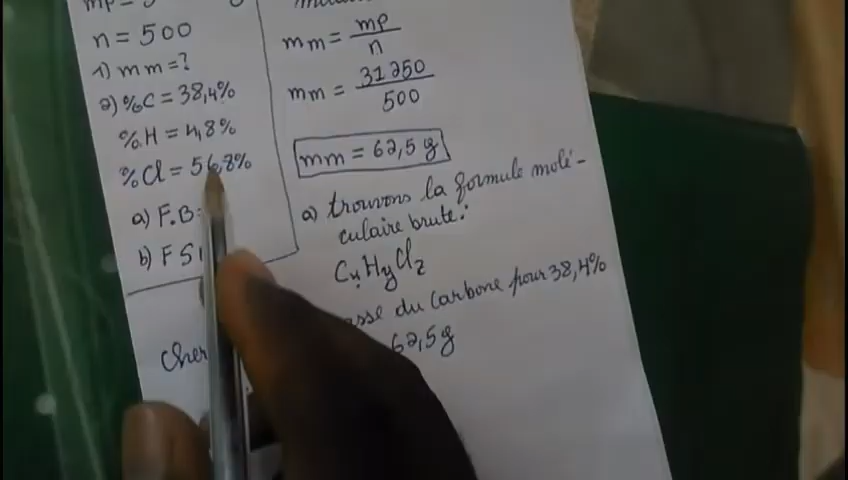 n = 500
1) mm = ?
2) %C = 38,4%
%H = 4,8%
%Cl = 56,8%
a) F.B
b) F S
mm = mp/n
mm = 31250/500
mm = 62,5 g
a) trouvons la formule molé-
culaire brute :
CxHyClz
du carbone pour 38,4%
62,5g